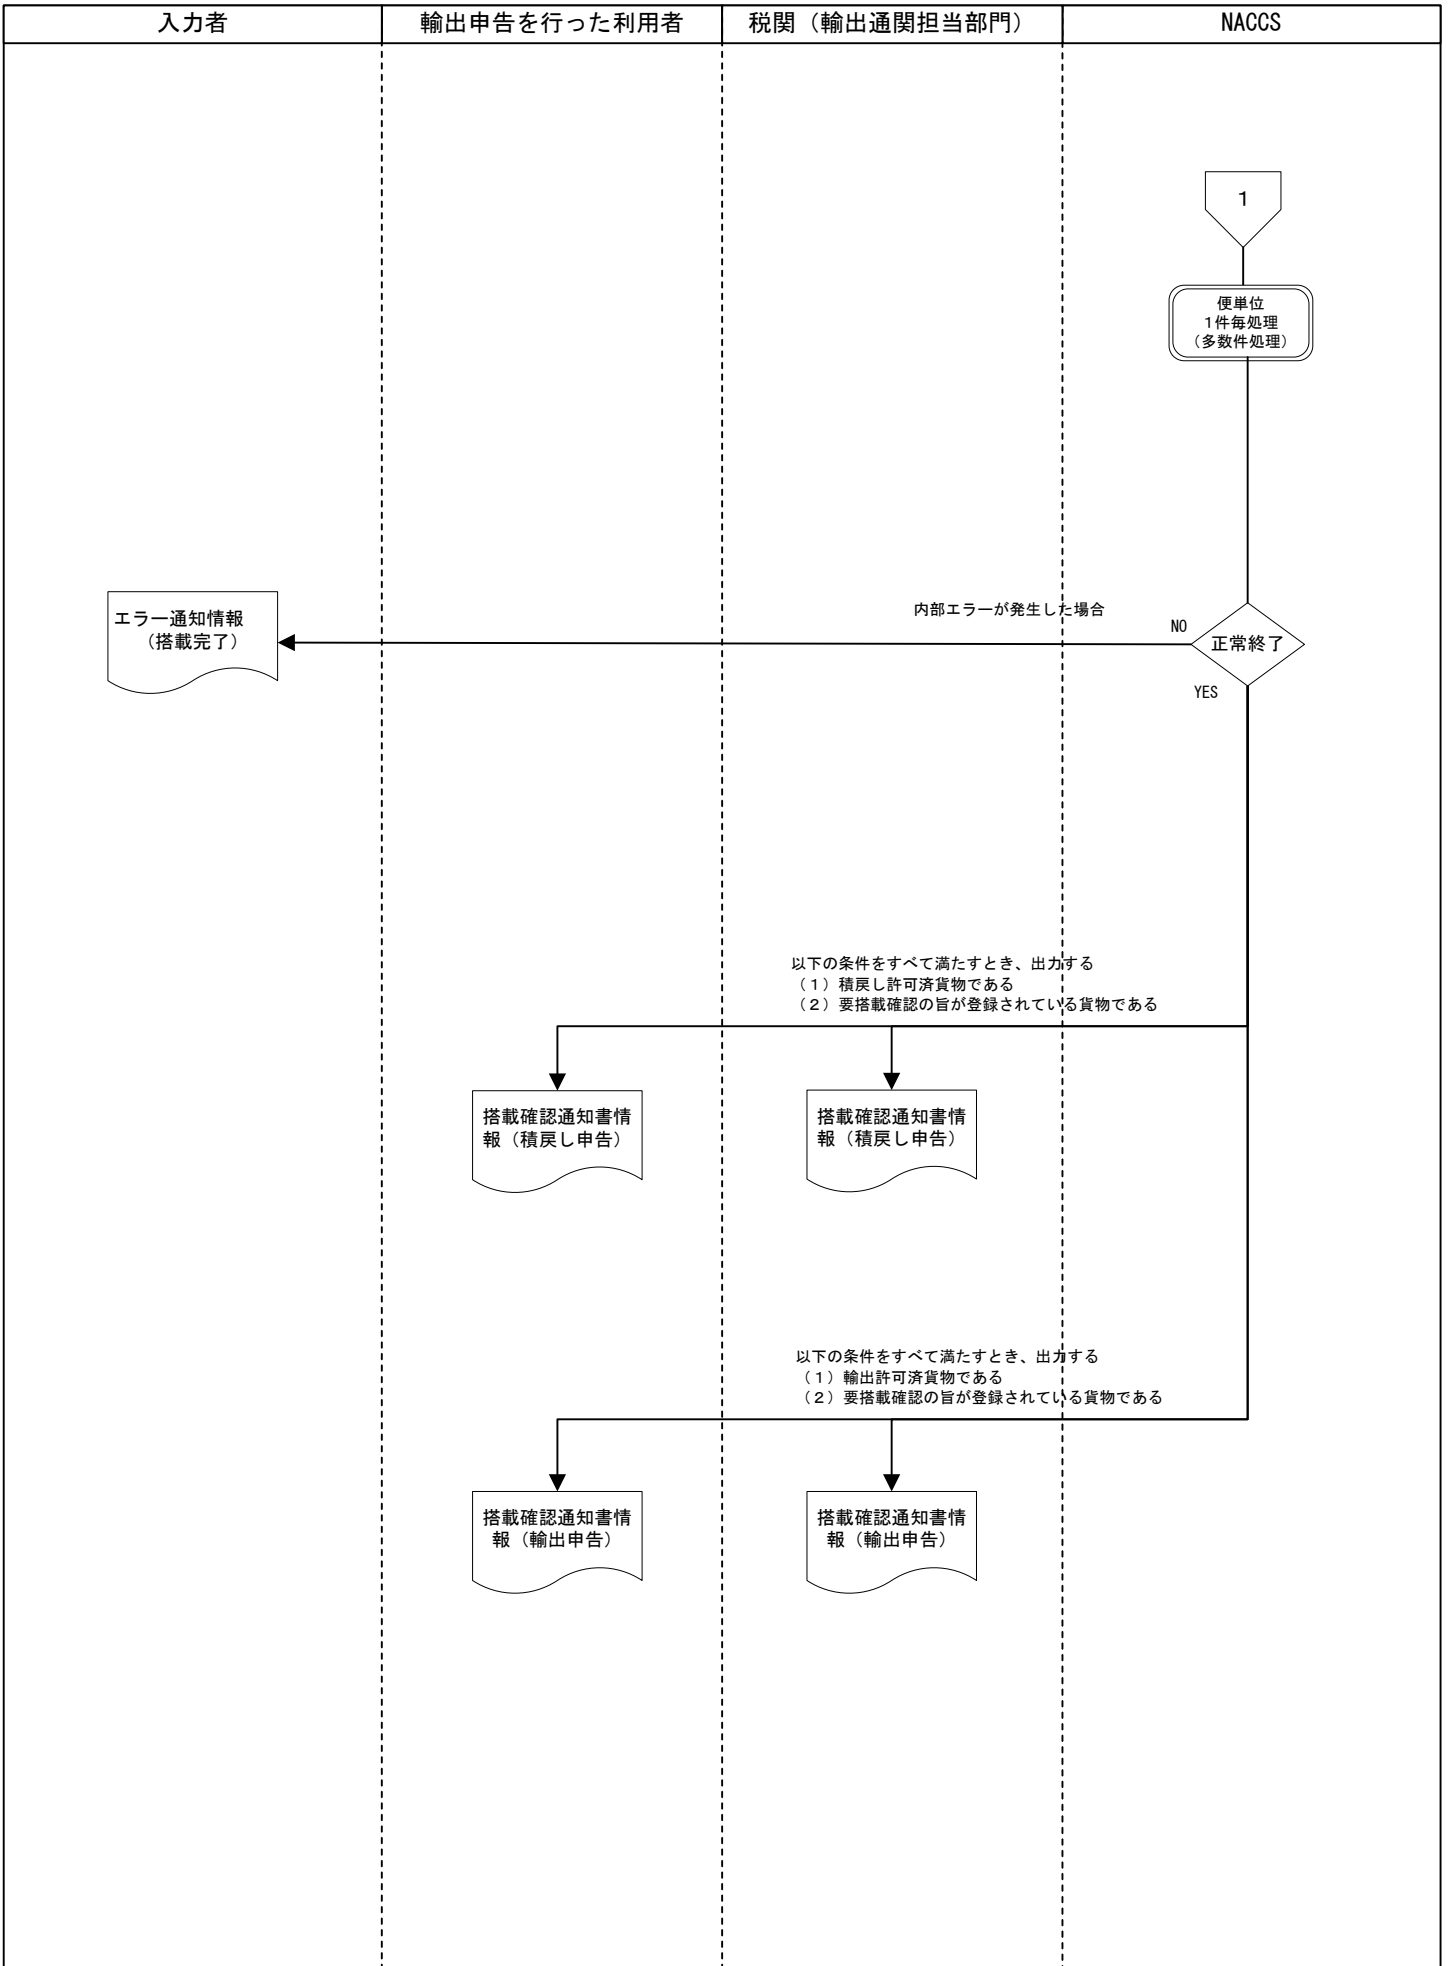 入力者
輸出申告を行った利用者
税関（輸出通関担当部門）
NACCS
1
便単位
1件毎処理
（多数件処理）
内部エラーが発生した場合
エラー通知情報
（搭載完了）
NO
正常終了
YES
以下の条件をすべて満たすとき、出力する
（１）積戻し許可済貨物である
（２）要搭載確認の旨が登録されている貨物である
搭載確認通知書情
報（積戻し申告）
搭載確認通知書情
報（積戻し申告）
以下の条件をすべて満たすとき、出力する
（１）輸出許可済貨物である
（２）要搭載確認の旨が登録されている貨物である
搭載確認通知書情
報（輸出申告）
搭載確認通知書情
報（輸出申告）